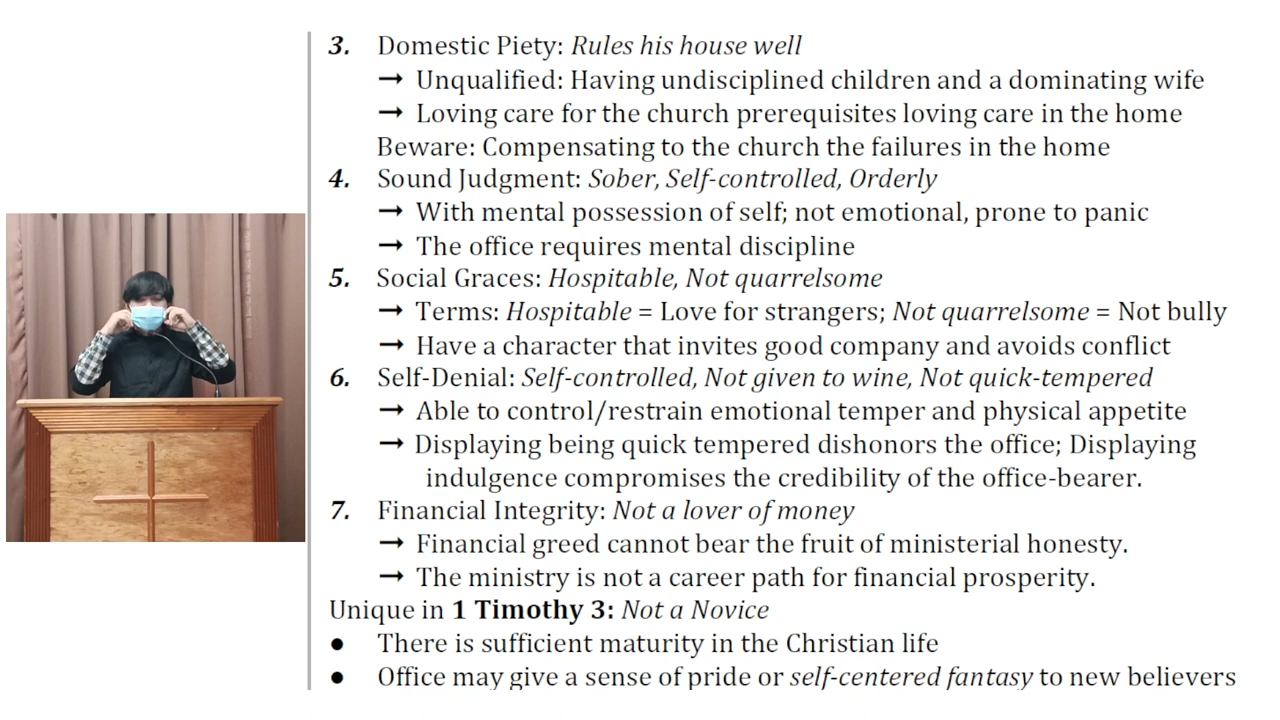 3. Domestic Piety: Rules his house well
→ Unqualified: Having undisciplined children and a dominating wife
→ Loving care for the church prerequisites loving care in the home
Beware: Compensating to the church the failures in the home
4. Sound Judgment: Sober, Self-controlled, Orderly
→ With mental possession of self; not emotional, prone to panic
→ The office requires mental discipline
5. Social Graces: Hospitable, Not quarrelsome
→ Terms: Hospitable = Love for strangers; Not quarrelsome = Not bully
→ Have a character that invites good company and avoids conflict
6. Self-Denial: Self-controlled, Not given to wine, Not quick-tempered
→ Able to control/restrain emotional temper and physical appetite
→ Displaying being quick tempered dishonors the office; Displaying
indulgence compromises the credibility of the office-bearer.
7. Financial Integrity: Not a lover of money
→ Financial greed cannot bear the fruit of ministerial honesty.
→ The ministry is not a career path for financial prosperity.
Unique in 1 Timothy 3: Not a Novice
● There is sufficient maturity in the Christian life
● Office may give a sense of pride or self-centered fantasy to new believers